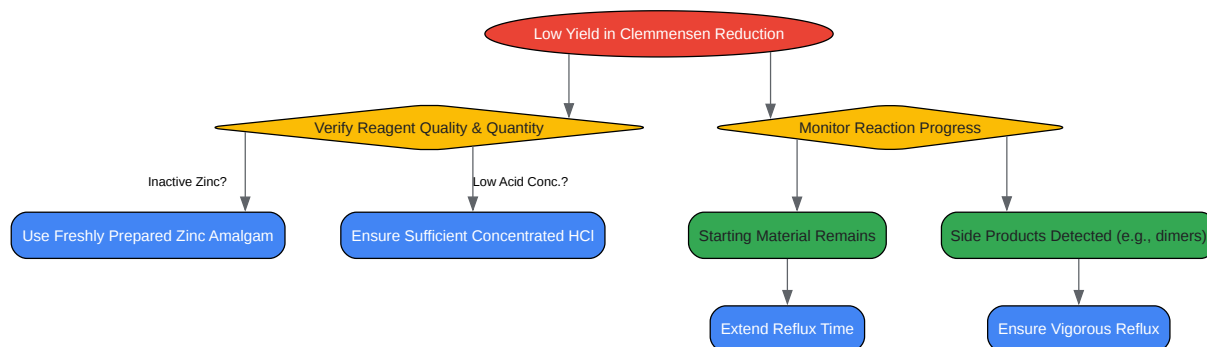 Low Yield in Clemmensen Reduction
Verify Reagent Quality & Quantity
Monitor Reaction Progress
Inactive Zinc?
Low Acid Conc.?
Use Freshly Prepared Zinc Amalgam
Ensure Sufficient Concentrated HCl
Starting Material Remains
Side Products Detected (e.g., dimers)
Extend Reflux Time
Ensure Vigorous Reflux